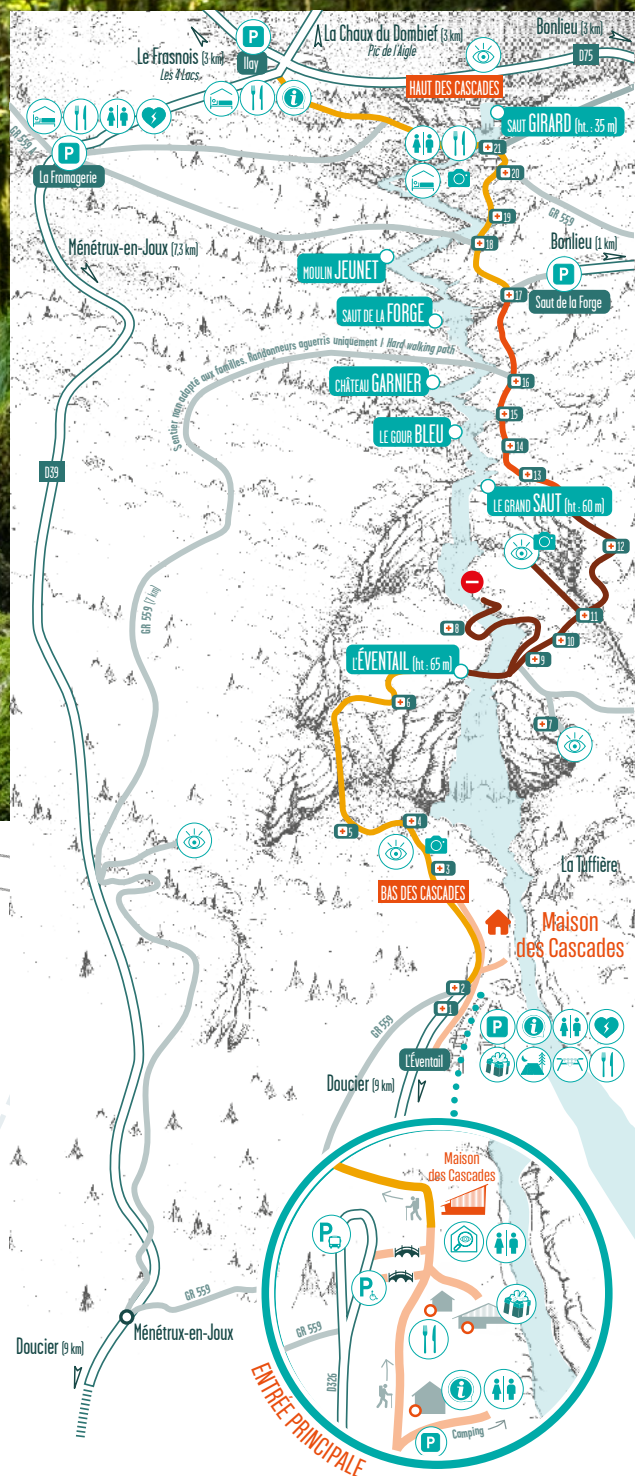 La Chaux du Dombief (3 km)
Pic de l'Aigle
Bonlieu (3 km)
P
Ilay
Le Frasnois (3 km)
Les 4 Lacs
D75
HAUT DES CASCADES
SAUT GIRARD (ht. : 35 m)
GR 559
P
La Fromagerie
21
20
19
18
GR 559
Ménétrux-en-Joux (7,3 km)
Bonlieu (1 km)
MOULIN JEUNET
P
17
Saut de la Forge
SAUT DE LA FORGE
Sentier non adapté aux familles. Randonneurs aguerris uniquement / Hard walking path
16
CHÂTEAU GARNIER
15
LE GOUR BLEU
14
13
D39
LE GRAND SAUT (ht : 60 m)
12
GR 559 (7 km)
11
8
10
9
L'ÉVENTAIL (ht : 65 m)
6
7
5
4
3
La Tuffière
BAS DES CASCADES
Maison
des Cascades
2
1
GR 559
P
L'Éventail
Doucier (9 km)
Maison
des Cascades
P
P
GR 559
D326
Camping
P
ENTRÉE PRINCIPALE
GR 559
Ménétrux-en-Joux
Doucier (9 km)